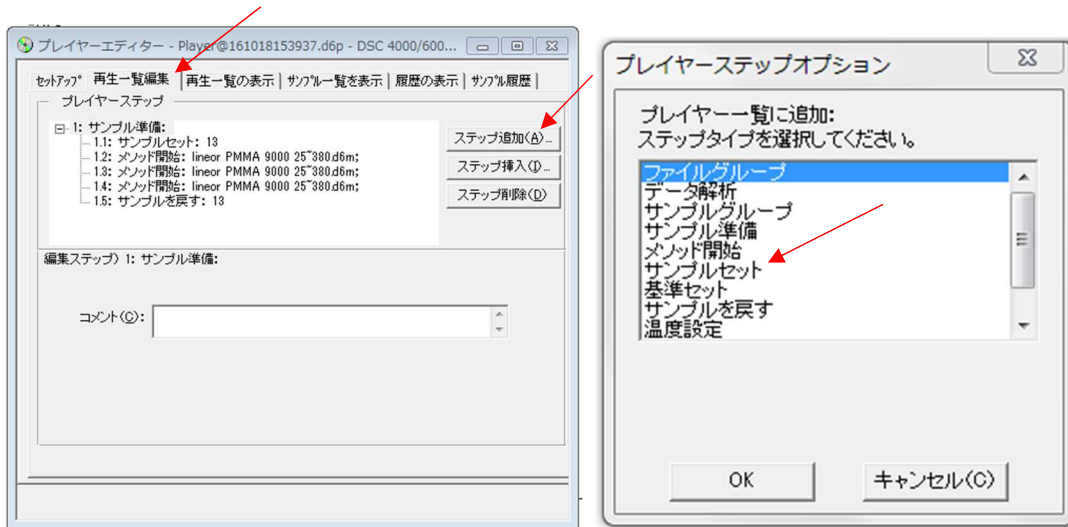 プレイヤーエディター - Player@161018153937.d6p - DSC 4000/600...
セットアップ 再生一覧編集 再生一覧の表示 サンプル一覧を表示 履歴の表示 サンプル履歴
プレイヤーステップ
1: サンプル準備:
1.1: サンプルセット: 13
1.2: メソッド開始: lineor PMMA 9000 25~380.d6m;
1.3: メソッド開始: lineor PMMA 9000 25~380.d6m;
1.4: メソッド開始: lineor PMMA 9000 25~380.d6m;
1.5: サンプルを戻す: 13
ステップ追加(A)...
ステップ挿入(I)...
ステップ削除(D)
編集ステップ) 1: サンプル準備:
コメント(C):
プレイヤーステップオプション
プレイヤー一覧に追加:
ステップタイプを選択してください。
ファイルグループ
データ解析
サンプルグループ
サンプル準備
メソッド開始
サンプルセット
基準セット
サンプルを戻す
温度設定
OK
キャンセル(C)